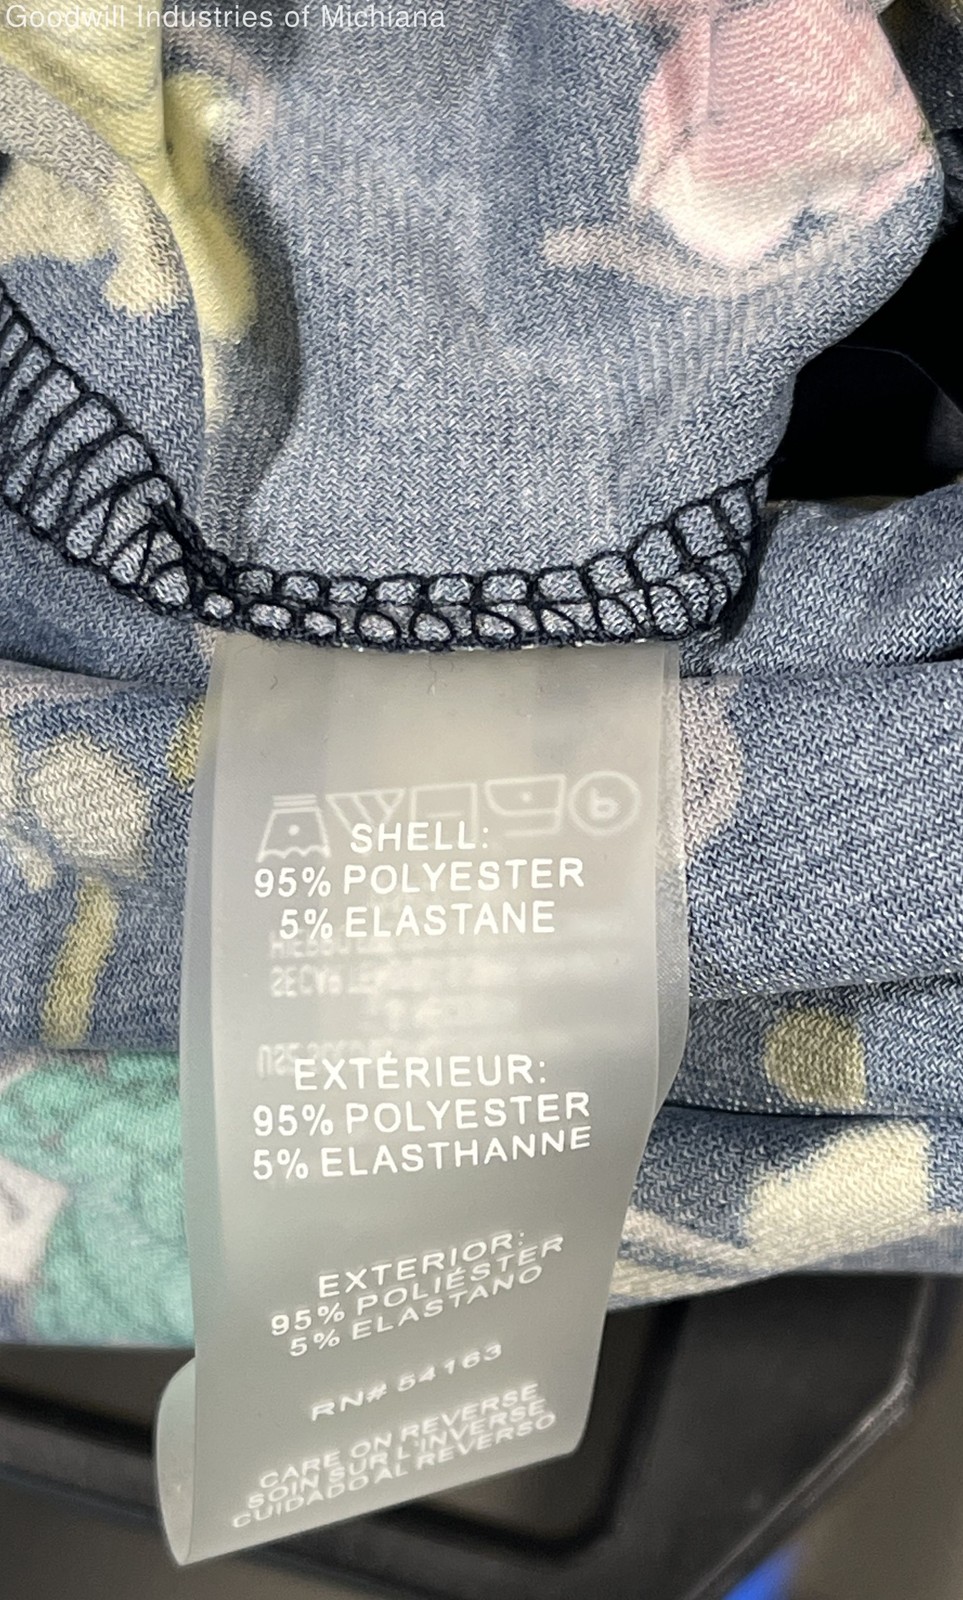 Goodwill Industries of Michiana
SHELL:
95% POLYESTER
5% ELASTANE
EXTÉRIEUR:
95% POLYESTER
5% ELASTHANNE
EXTERIOR:
95% POLIÉSTER
5% ELASTANO
RN# 54163
CARE ON REVERSE
SOIN SUR L'INVERSE
CUIDADO AL REVERSO